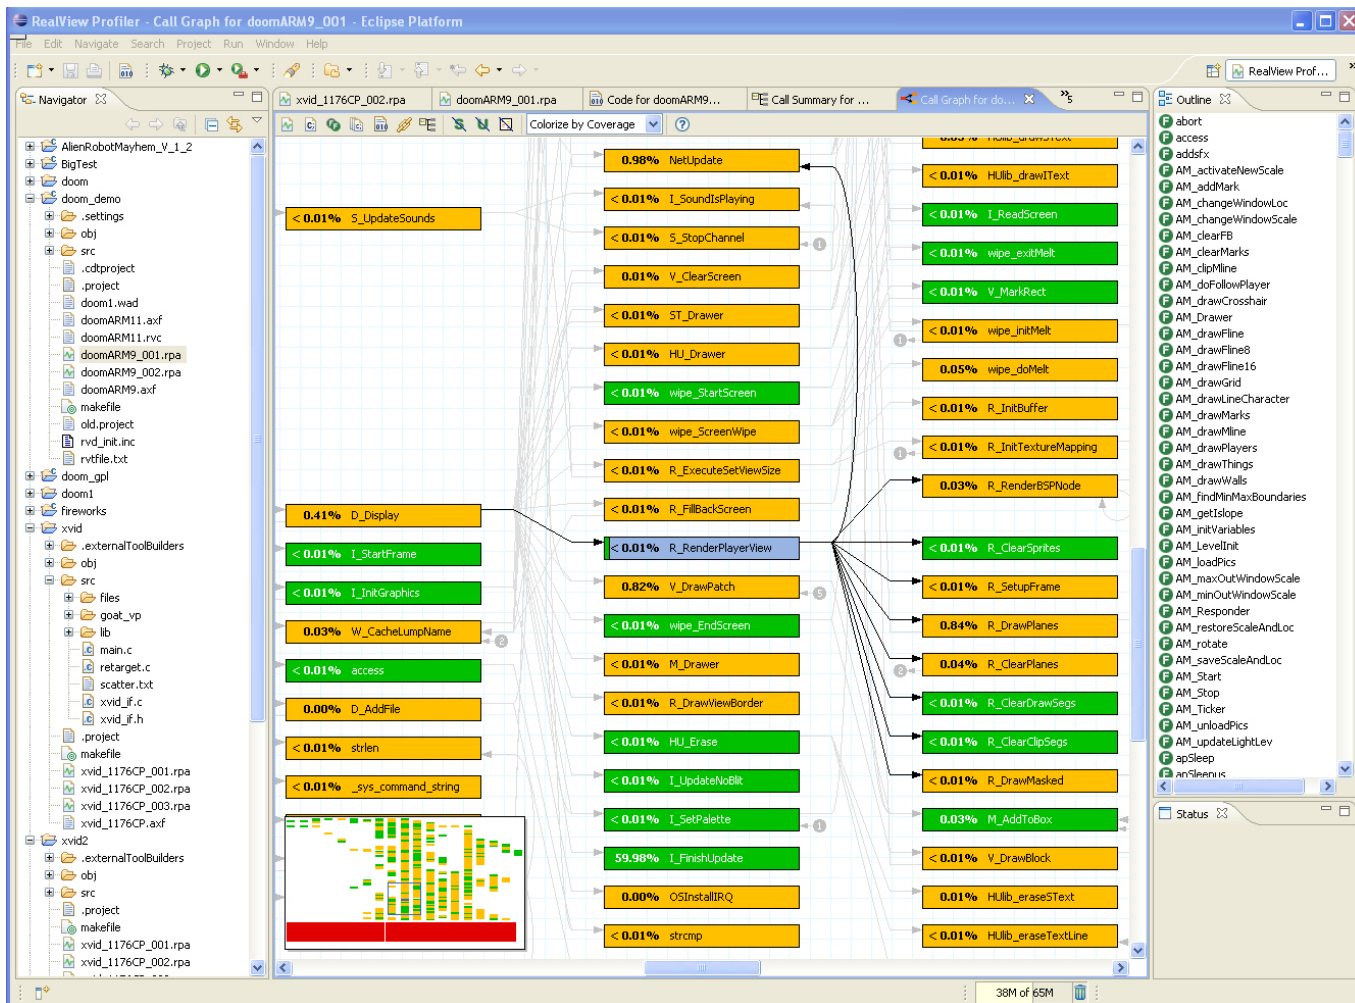 RealView Profiler - Call Graph for doomARM9_001 - Eclipse Platform
File Edit Navigate Search Project Run Window Help
RealView Prof...
Navigator
AlienRobotMayhem_V_1_2
BigTest
doom
doom_demo
.settings
obj
src
.cdtproject
.project
doom1.wad
doomARM11.axf
doomARM11.rvc
doomARM9_001.rpa
doomARM9_002.rpa
doomARM9.axf
makefile
old.project
rvd_init.inc
rvtfile.txt
doom_gpl
doom1
fireworks
xvid
.externalToolBuilders
obj
src
files
goat_vp
lib
main.c
retarget.c
scatter.txt
xvid_if.c
xvid_if.h
.project
makefile
xvid_1176CP_001.rpa
xvid_1176CP_002.rpa
xvid_1176CP_003.rpa
xvid_1176CP.axf
xvid2
.externalToolBuilders
obj
src
.project
makefile
xvid_1176CP_001.rpa
xvid_1176CP_002.rpa
xvid_1176CP_002.rpa doomARM9_001.rpa Code for doomARM9... Call Summary for ... Call Graph for do... 5
Colorize by Coverage
< 0.01% S_UpdateSounds
0.41% D_Display
< 0.01% I_StartFrame
< 0.01% I_InitGraphics
0.03% W_CacheLumpName
2
< 0.01% access
0.00% D_AddFile
< 0.01% strlen
< 0.01% _sys_command_string
0.98% NetUpdate
< 0.01% I_SoundIsPlaying
< 0.01% S_StopChannel
1
0.01% V_ClearScreen
< 0.01% ST_Drawer
< 0.01% HU_Drawer
< 0.01% wipe_StartScreen
< 0.01% wipe_ScreenWipe
< 0.01% R_ExecuteSetViewSize
< 0.01% R_FillBackScreen
< 0.01% R_RenderPlayerView
0.82% V_DrawPatch
5
< 0.01% wipe_EndScreen
< 0.01% M_Drawer
< 0.01% R_DrawViewBorder
< 0.01% HU_Erase
< 0.01% I_UpdateNoBlit
< 0.01% I_SetPalette
1
59.98% I_FinishUpdate
0.00% OSInstallIRQ
< 0.01% strcmp
< 0.01% HUlib_drawIText
< 0.01% I_ReadScreen
< 0.01% wipe_exitMelt
< 0.01% V_MarkRect
< 0.01% wipe_initMelt
1
0.05% wipe_doMelt
< 0.01% R_InitBuffer
< 0.01% R_InitTextureMapping
1
0.03% R_RenderBSPNode
< 0.01% R_ClearSprites
< 0.01% R_SetupFrame
0.84% R_DrawPlanes
0.04% R_ClearPlanes
2
< 0.01% R_ClearDrawSegs
< 0.01% R_ClearClipSegs
< 0.01% R_DrawMasked
0.03% M_AddToBox
< 0.01% V_DrawBlock
0.01% HUlib_eraseSText
< 0.01% HUlib_eraseTextLine
Outline
abort
access
addsfx
AM_activateNewScale
AM_addMark
AM_changeWindowLoc
AM_changeWindowScale
AM_clearFB
AM_clearMarks
AM_clipMline
AM_doFollowPlayer
AM_drawCrosshair
AM_Drawer
AM_drawFline
AM_drawFline8
AM_drawFline16
AM_drawGrid
AM_drawLineCharacter
AM_drawMarks
AM_drawMline
AM_drawPlayers
AM_drawThings
AM_drawWalls
AM_findMinMaxBoundaries
AM_getIslope
AM_initVariables
AM_LevelInit
AM_loadPics
AM_maxOutWindowScale
AM_minOutWindowScale
AM_Responder
AM_restoreScaleAndLoc
AM_rotate
AM_saveScaleAndLoc
AM_Start
AM_Stop
AM_Ticker
AM_unloadPics
AM_updateLightLev
apSleep
apSleepus
Status
38M of 65M